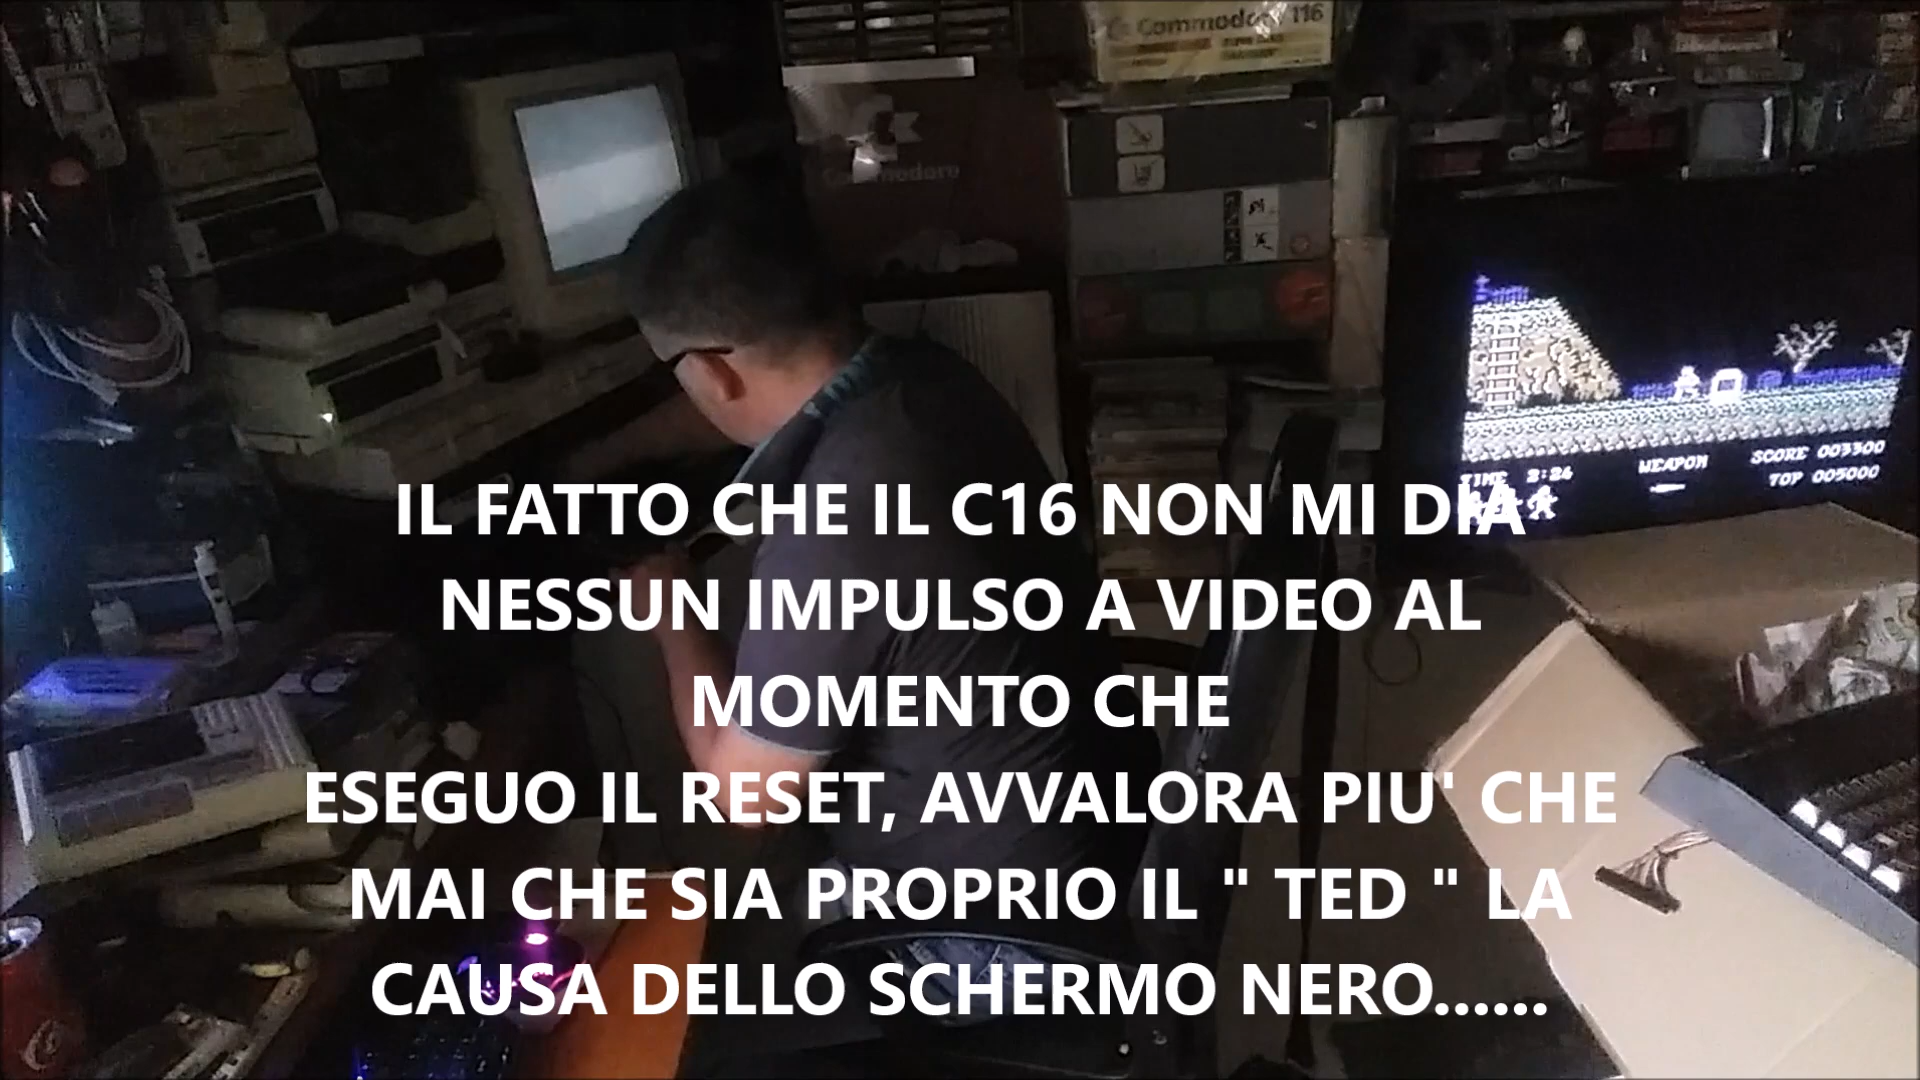 Commodore 116
Commodore
TIME 2:24
WEAPON
SCORE 003300
TOP 005000
IL FATTO CHE IL C16 NON MI DIA
NESSUN IMPULSO A VIDEO AL
MOMENTO CHE
ESEGUO IL RESET, AVVALORA PIU' CHE
MAI CHE SIA PROPRIO IL " TED " LA
CAUSA DELLO SCHERMO NERO......